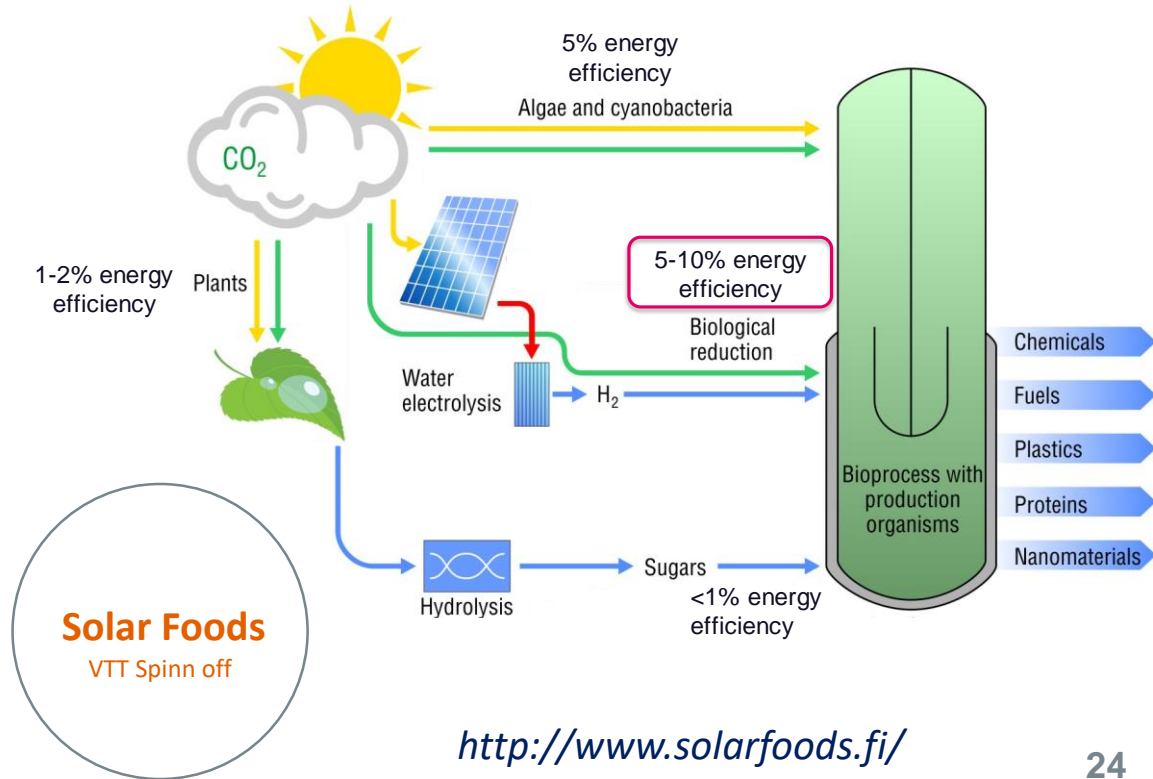 5% energy
efficiency
Algae and cyanobacteria
CO₂
1-2% energy
efficiency
Plants
5-10% energy
efficiency
Biological
reduction
Water
electrolysis
H₂
Chemicals
Fuels
Plastics
Proteins
Nanomaterials
Bioprocess with
production
organisms
Hydrolysis
Sugars
<1% energy
efficiency
Solar Foods
VTT Spinn off
http://www.solarfoods.fi/
24